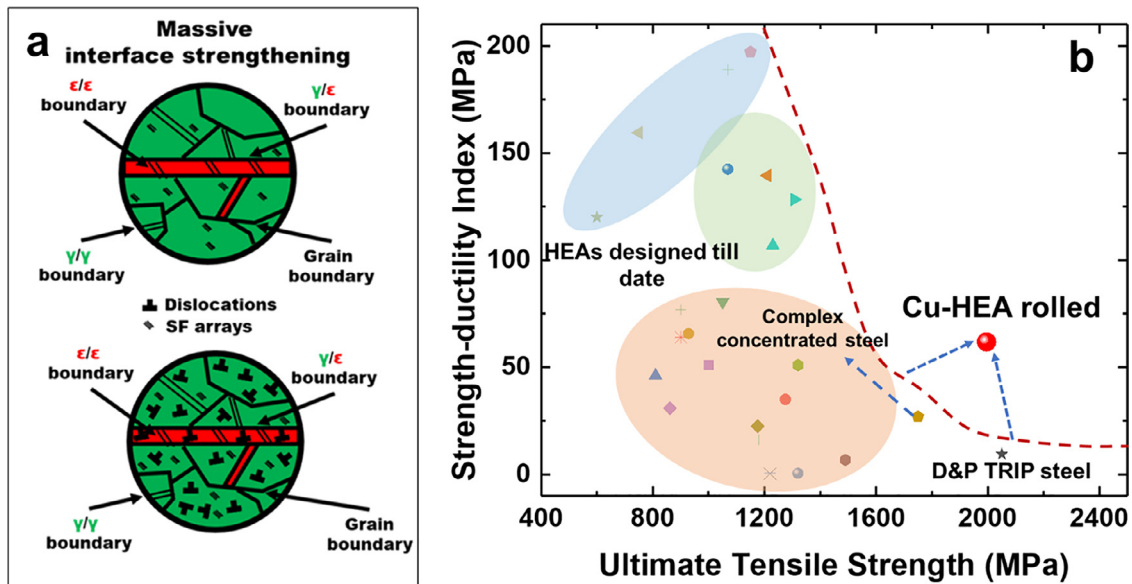 a
Massive
interface strengthening
ε/ε
boundary
γ/ε
boundary
γ/γ
boundary
Grain
boundary
Dislocations
SF arrays
ε/ε
boundary
γ/ε
boundary
γ/γ
boundary
Grain
boundary
b
Strength-ductility Index (MPa)
200
150
100
50
0
HEAs designed till
date
Complex
concentrated steel
Cu-HEA rolled
D&P TRIP steel
400 800 1200 1600 2000 2400
Ultimate Tensile Strength (MPa)